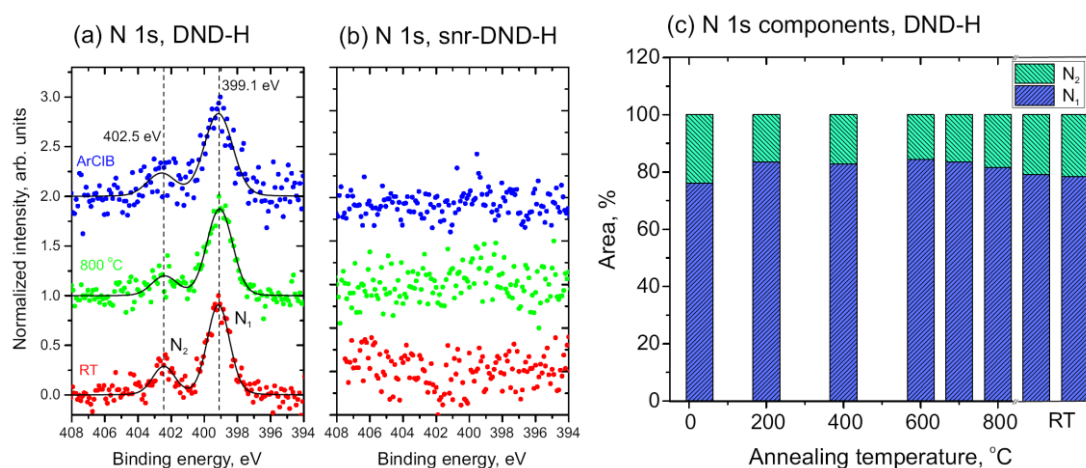 (a) N 1s, DND-H
(b) N 1s, snr-DND-H
(c) N 1s components, DND-H
Normalized intensity, arb. units
3.0
2.5
2.0
1.5
1.0
0.5
0.0
399.1 eV
402.5 eV
ArCIB
800 °C
RT
N₂
N₁
408 406 404 402 400 398 396 394
Binding energy, eV
408 406 404 402 400 398 396 394
Binding energy, eV
Area, %
120
100
80
60
40
20
0
N₂
N₁
0 200 400 600 800 RT
Annealing temperature, °C